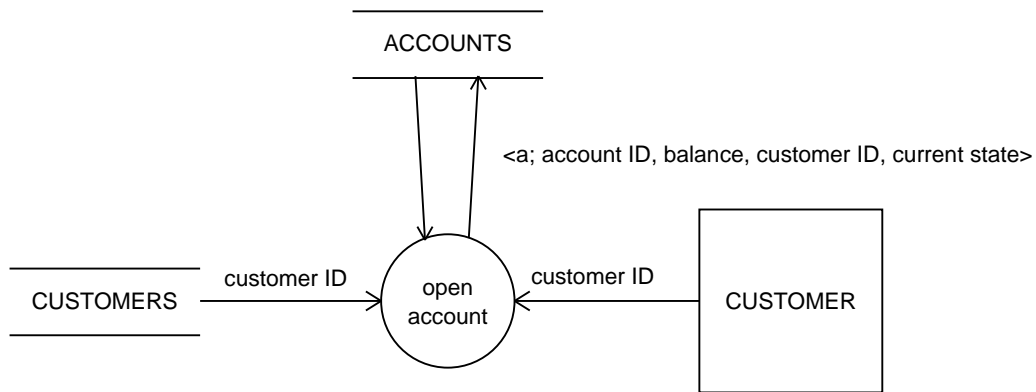 ACCOUNTS
<a; account ID, balance, customer ID, current state>
customer ID
customer ID
CUSTOMERS
open
account
CUSTOMER